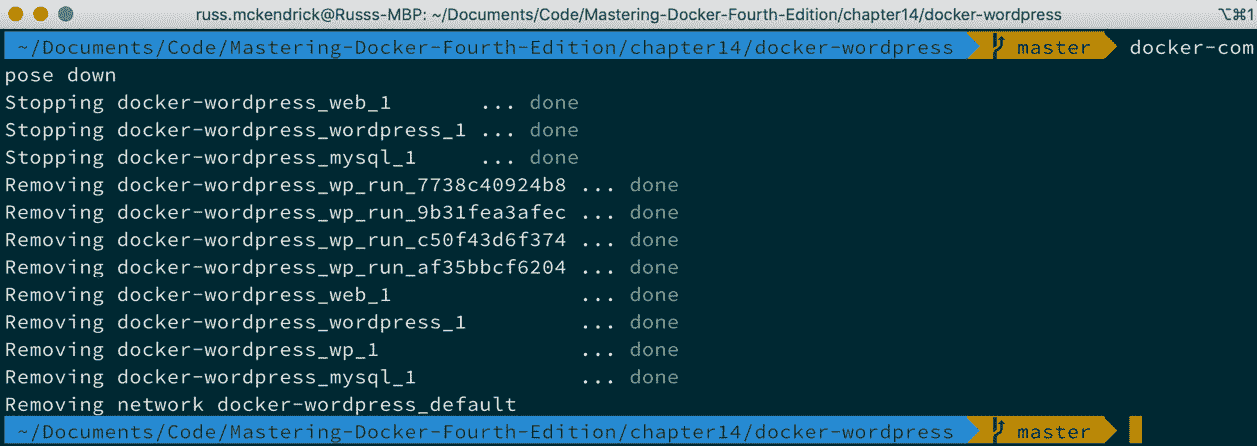 russ.mckendrick@Russs-MBP: ~/Documents/Code/Mastering-Docker-Fourth-Edition/chapter14/docker-wordpress ⌥⌘1
~/Documents/Code/Mastering-Docker-Fourth-Edition/chapter14/docker-wordpress master docker-com
pose down
Stopping docker-wordpress_web_1 ... done
Stopping docker-wordpress_wordpress_1 ... done
Stopping docker-wordpress_mysql_1 ... done
Removing docker-wordpress_wp_run_7738c40924b8 ... done
Removing docker-wordpress_wp_run_9b31fea3afec ... done
Removing docker-wordpress_wp_run_c50f43d6f374 ... done
Removing docker-wordpress_wp_run_af35bbcf6204 ... done
Removing docker-wordpress_web_1 ... done
Removing docker-wordpress_wordpress_1 ... done
Removing docker-wordpress_wp_1 ... done
Removing docker-wordpress_mysql_1 ... done
Removing network docker-wordpress_default
~/Documents/Code/Mastering-Docker-Fourth-Edition/chapter14/docker-wordpress master